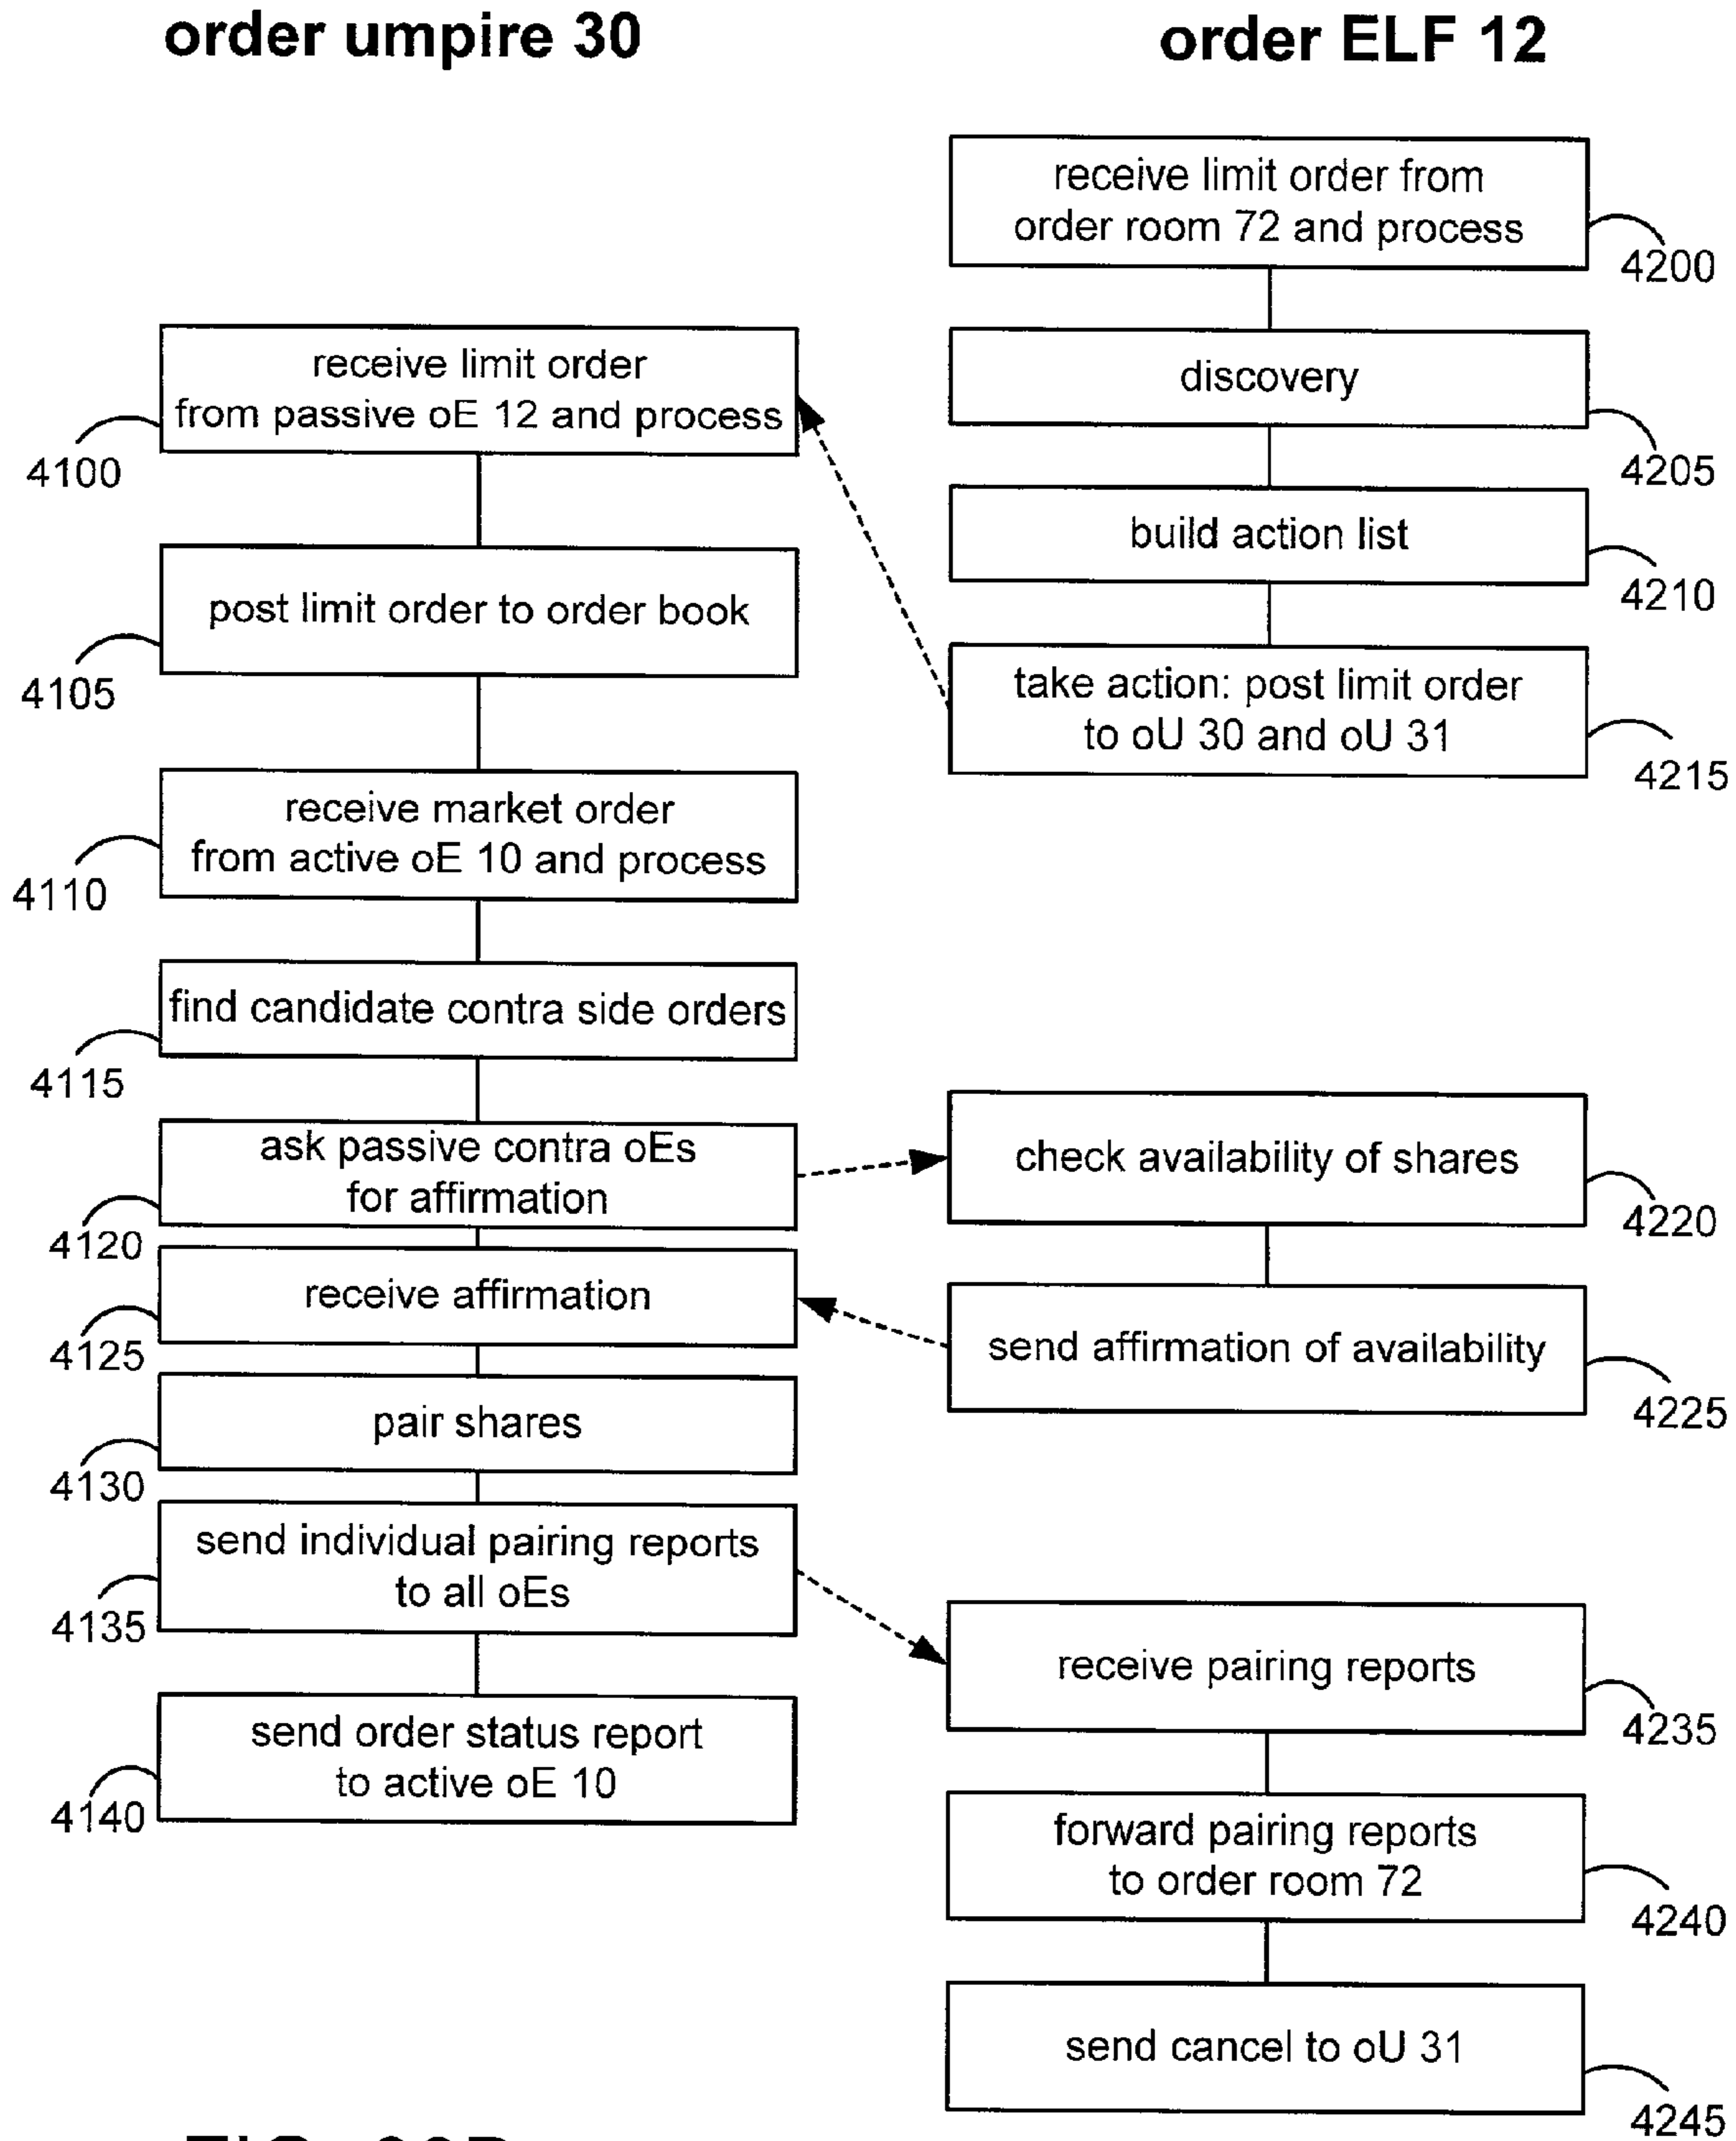 order umpire 30
order ELF 12
receive limit order from
order room 72 and process
4200
discovery
4205
build action list
4210
take action: post limit order
to oU 30 and oU 31
4215
receive limit order
from passive oE 12 and process
4100
post limit order to order book
4105
receive market order
from active oE 10 and process
4110
find candidate contra side orders
4115
ask passive contra oEs
for affirmation
4120
check availability of shares
4220
receive affirmation
4125
send affirmation of availability
4225
pair shares
4130
send individual pairing reports
to all oEs
4135
receive pairing reports
4235
send order status report
to active oE 10
4140
forward pairing reports
to order room 72
4240
send cancel to oU 31
4245